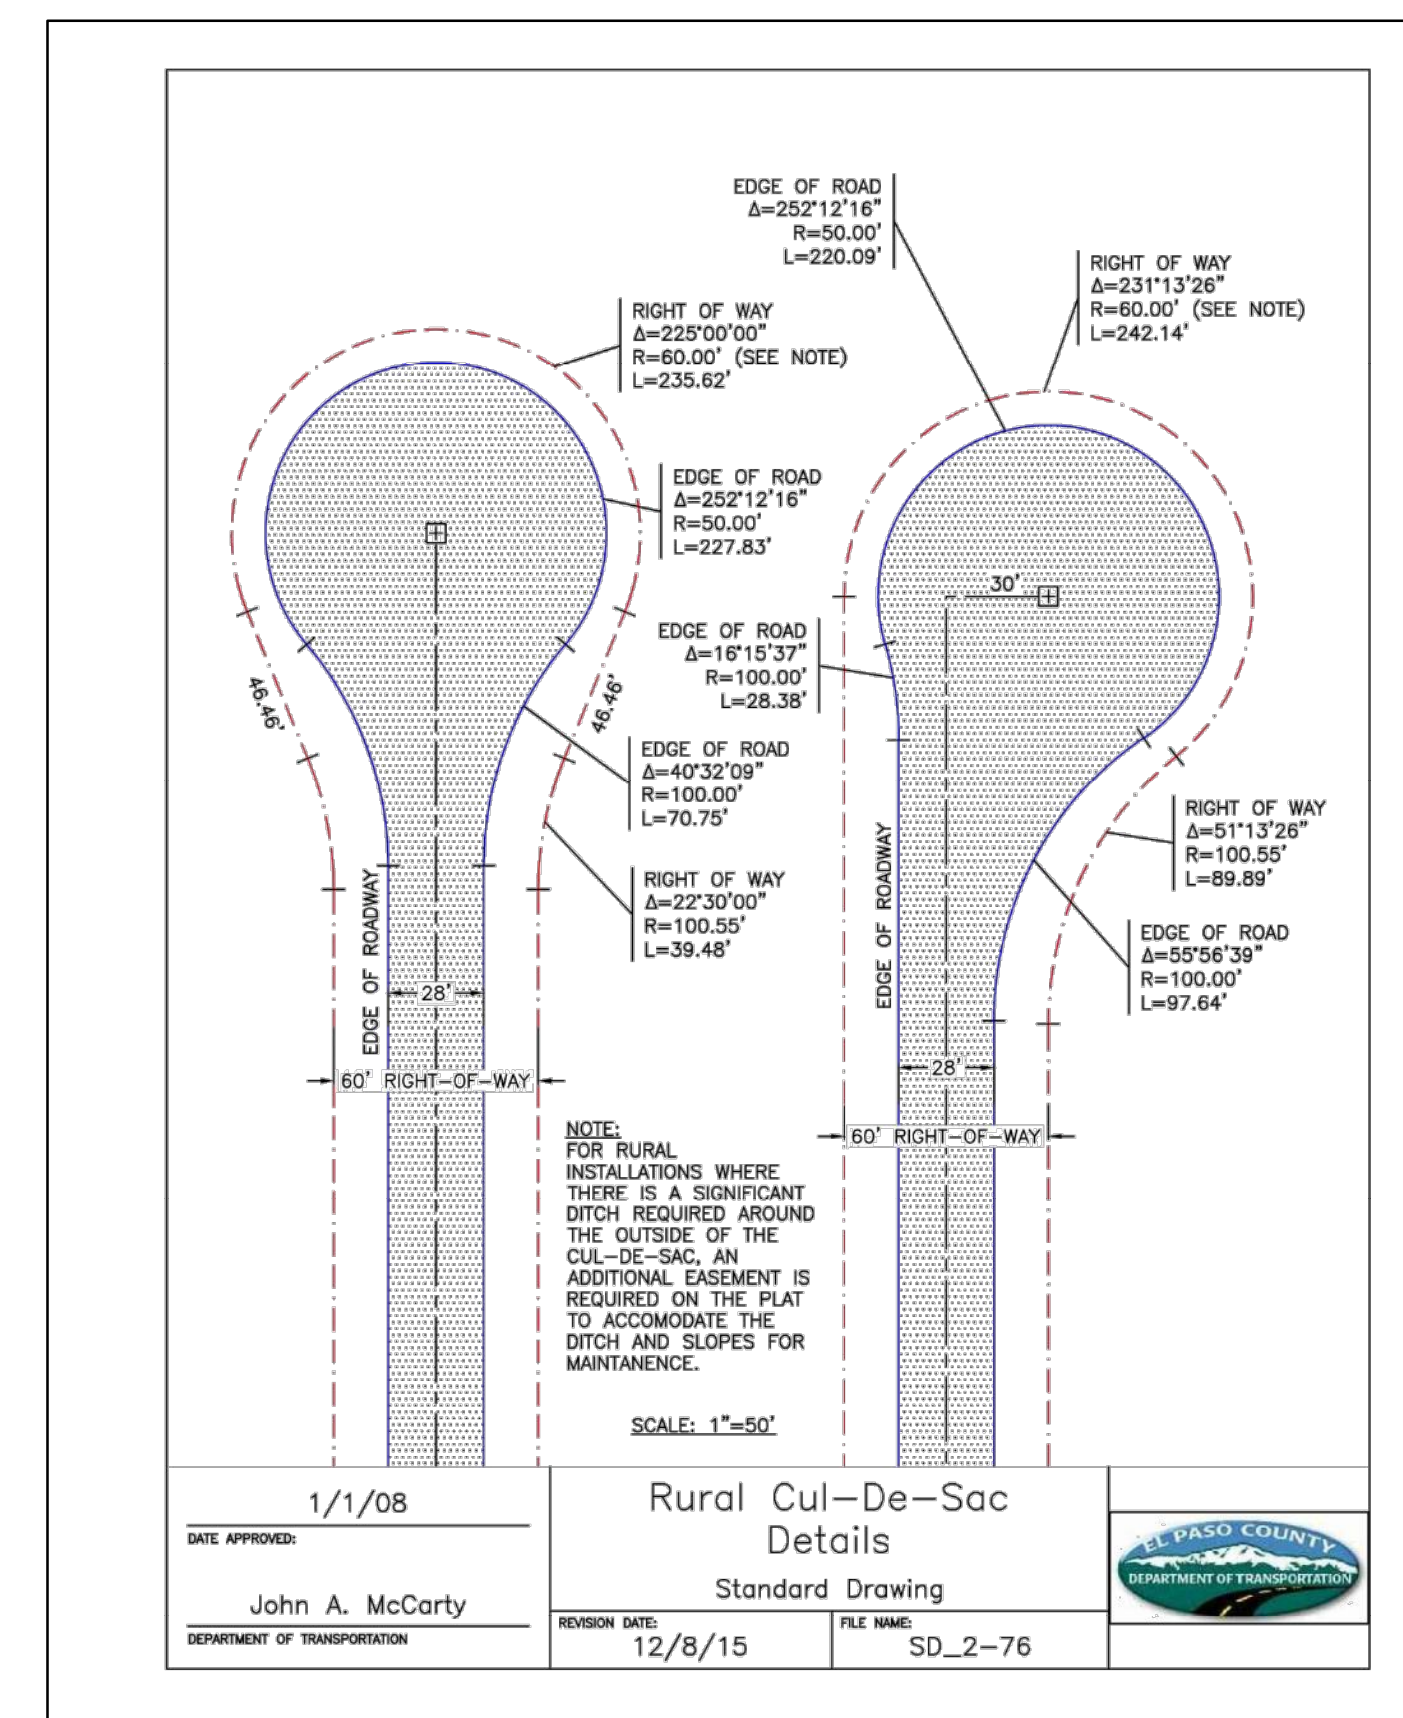 EDGE OF ROAD
Δ=252°12'16"
R=50.00'
L=220.09'
RIGHT OF WAY
Δ=231°13'26"
R=60.00' (SEE NOTE)
L=242.14'
RIGHT OF WAY
Δ=225°00'00"
R=60.00' (SEE NOTE)
L=235.62'
EDGE OF ROAD
Δ=252°12'16"
R=50.00'
L=227.83'
30'
EDGE OF ROAD
Δ=16°15'37"
R=100.00'
L=28.38'
46.46'
46.46'
EDGE OF ROAD
Δ=40°32'09"
R=100.00'
L=70.75'
RIGHT OF WAY
Δ=51°13'26"
R=100.55'
L=89.89'
RIGHT OF WAY
Δ=22°30'00"
R=100.55'
L=39.48'
EDGE OF ROADWAY
EDGE OF ROADWAY
EDGE OF ROAD
Δ=55°56'39"
R=100.00'
L=97.64'
28'
28'
60' RIGHT-OF-WAY
60' RIGHT-OF-WAY
NOTE:
FOR RURAL
INSTALLATIONS WHERE
THERE IS A SIGNIFICANT
DITCH REQUIRED AROUND
THE OUTSIDE OF THE
CUL-DE-SAC, AN
ADDITIONAL EASEMENT IS
REQUIRED ON THE PLAT
TO ACCOMODATE THE
DITCH AND SLOPES FOR
MAINTANENCE.
SCALE: 1"=50'
1/1/08
DATE APPROVED:
John A. McCarty
DEPARTMENT OF TRANSPORTATION
Rural Cul-De-Sac
Details
Standard Drawing
REVISION DATE:
12/8/15
FILE NAME:
SD_2-76
EL PASO COUNTY
DEPARTMENT OF TRANSPORTATION